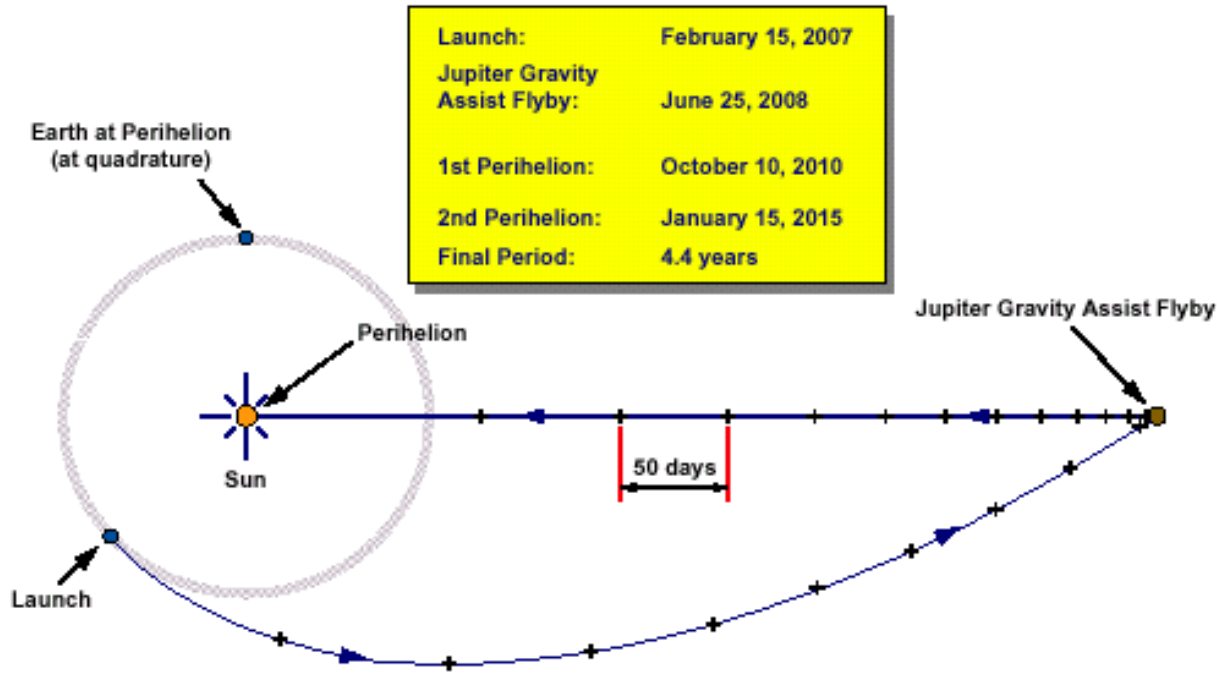 Launch: February 15, 2007
Jupiter Gravity
Assist Flyby: June 25, 2008
1st Perihelion: October 10, 2010
2nd Perihelion: January 15, 2015
Final Period: 4.4 years
Earth at Perihelion
(at quadrature)
Jupiter Gravity Assist Flyby
Perihelion
50 days
Sun
Launch